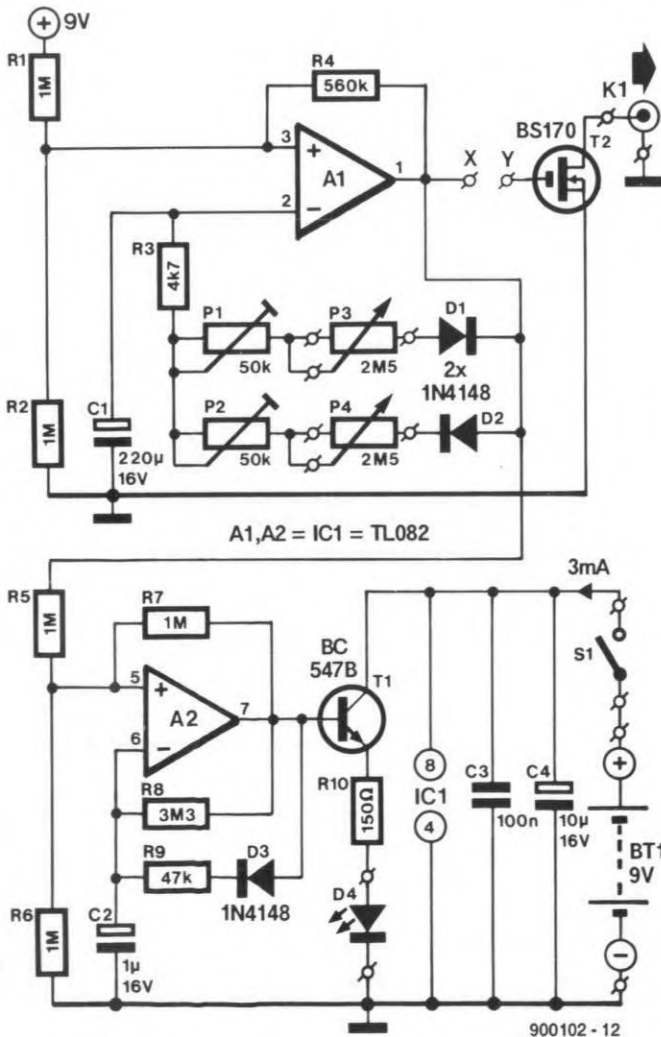 + 9V
R1
1M
R4
560k
K1
BS170
T2
3
+
A1
1
X
Y
2
−
R3
4k7
P1
50k
P3
2M5
D1
2x
1N4148
P2
50k
P4
2M5
D2
R2
1M
C1
220µ
16V
A1,A2 = IC1 = TL082
R5
1M
R7
1M
5
+
A2
7
6
−
BC
547B
T1
3mA
S1
R8
3M3
R9
47k
D3
1N4148
R10
150Ω
8
IC1
4
C3
100n
C4
10µ
16V
+
BT1
9V
−
R6
1M
C2
1µ
16V
D4
900102 - 12